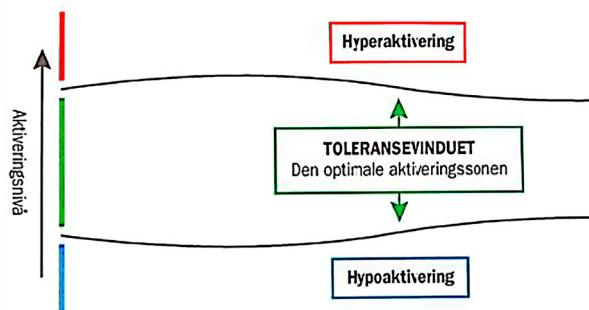 Hyperaktivering
Aktiveringsnivå
TOLERANSEVINDUET
Den optimale aktiveringssonen
Hypoaktivering